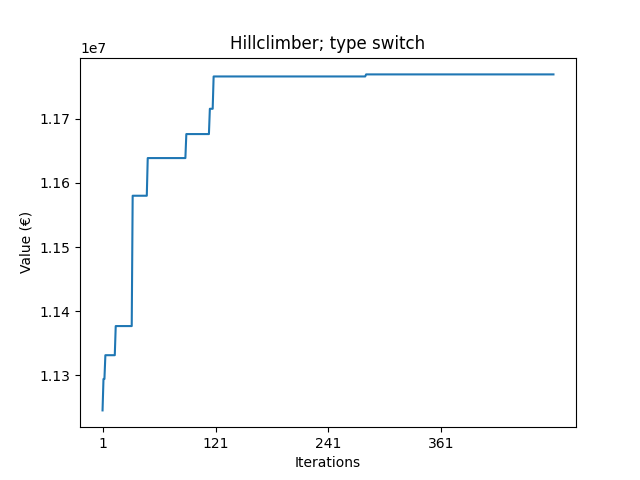 Hillclimber; type switch
1e7
1.17
1.16
1.15
1.14
1.13
Value (€)
1 121 241 361
Iterations